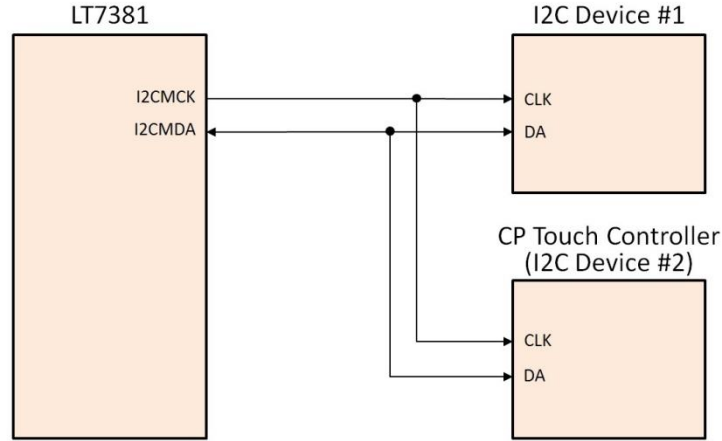 LT7381
I2C Device #1
I2CMCK
I2CMDA
CLK
DA
CP Touch Controller
(I2C Device #2)
CLK
DA